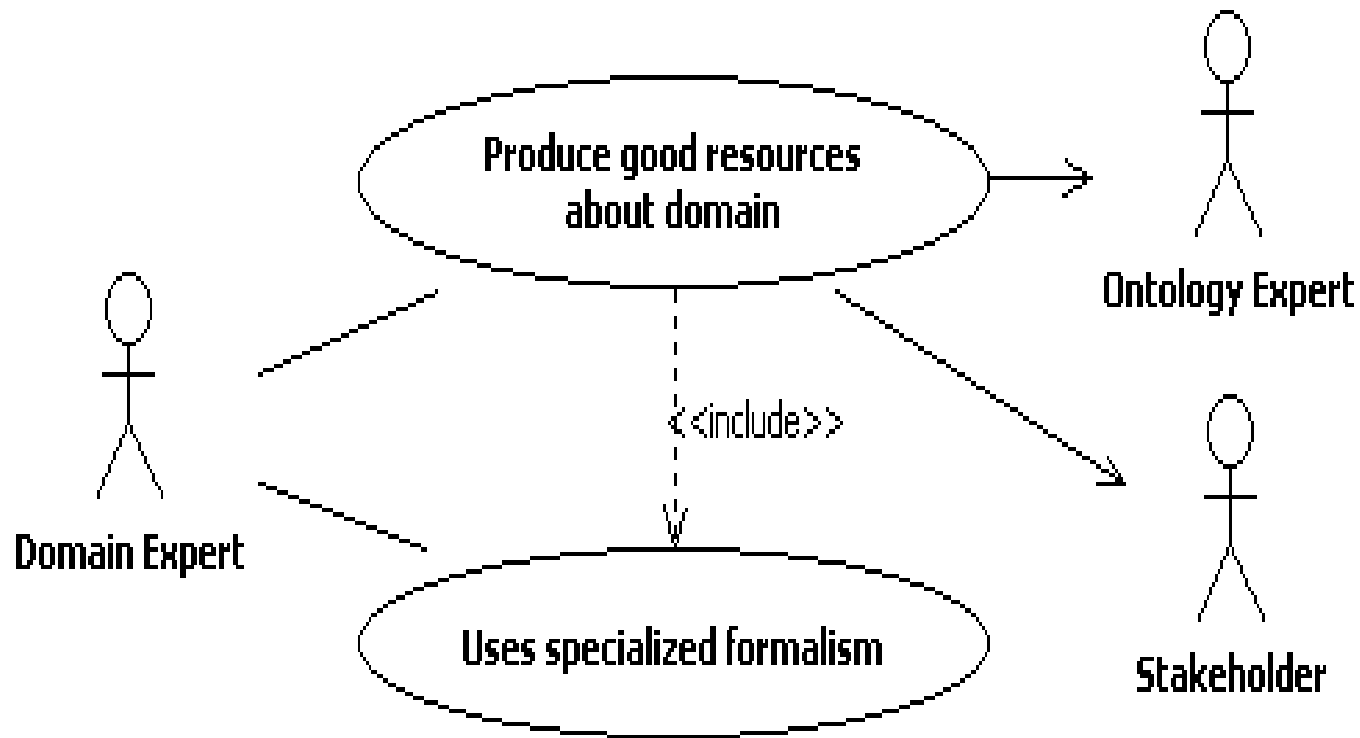 Produce good resources
about domain
Ontology Expert
<<include>>
Domain Expert
Uses specialized formalism
Stakeholder